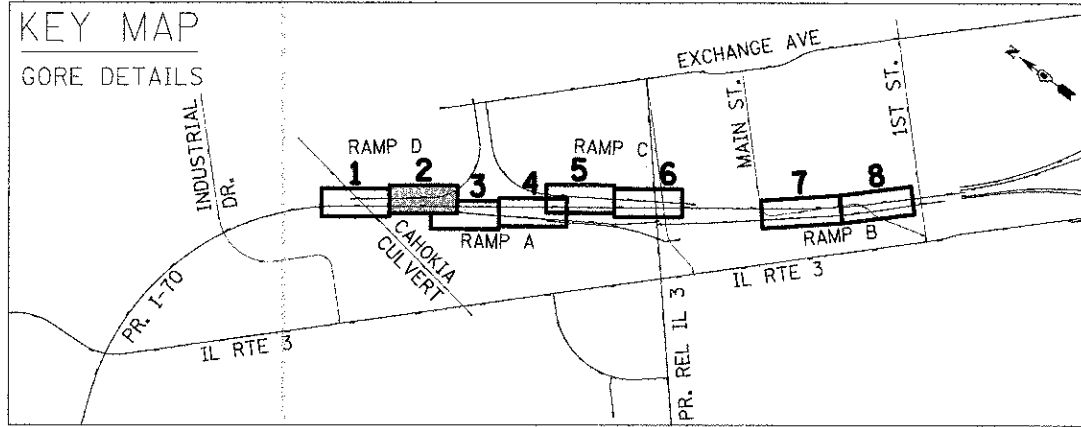 KEY MAP
GORE DETAILS
EXCHANGE AVE
N
INDUSTRIAL
DR.
MAIN ST.
1ST ST.
RAMP D
RAMP C
1
2
3
4
5
6
7
8
CAHOKIA
CULVERT
RAMP A
RAMP B
PR. I-70
IL RTE 3
IL RTE 3
PR. REL IL 3